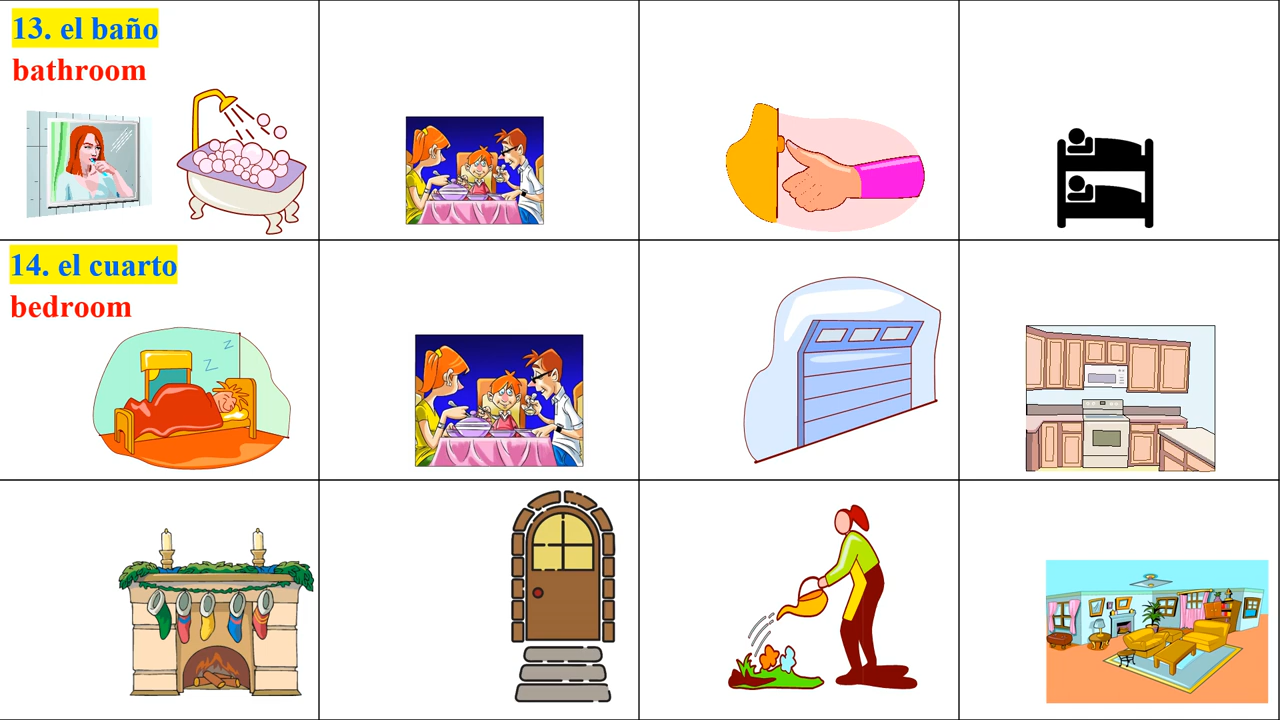 13. el baño
bathroom
14. el cuarto
bedroom
z
z